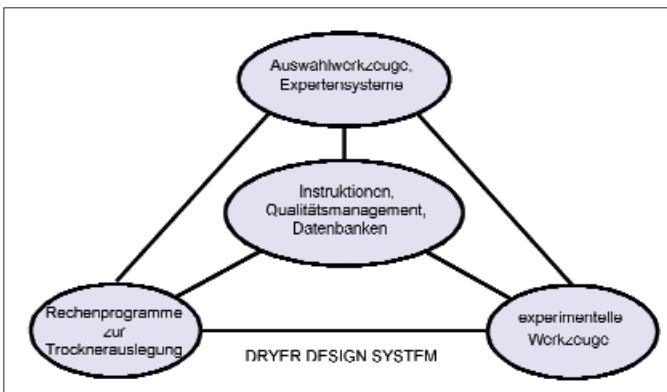 Auswahlwerkzeuge,
Expertensysteme
Instruktionen,
Qualitätsmanagement,
Datenbanken
Rechenprogramme
zur
Trocknerauslegung
experimentelle
Werkzeuge
DRYER DESIGN SYSTEM